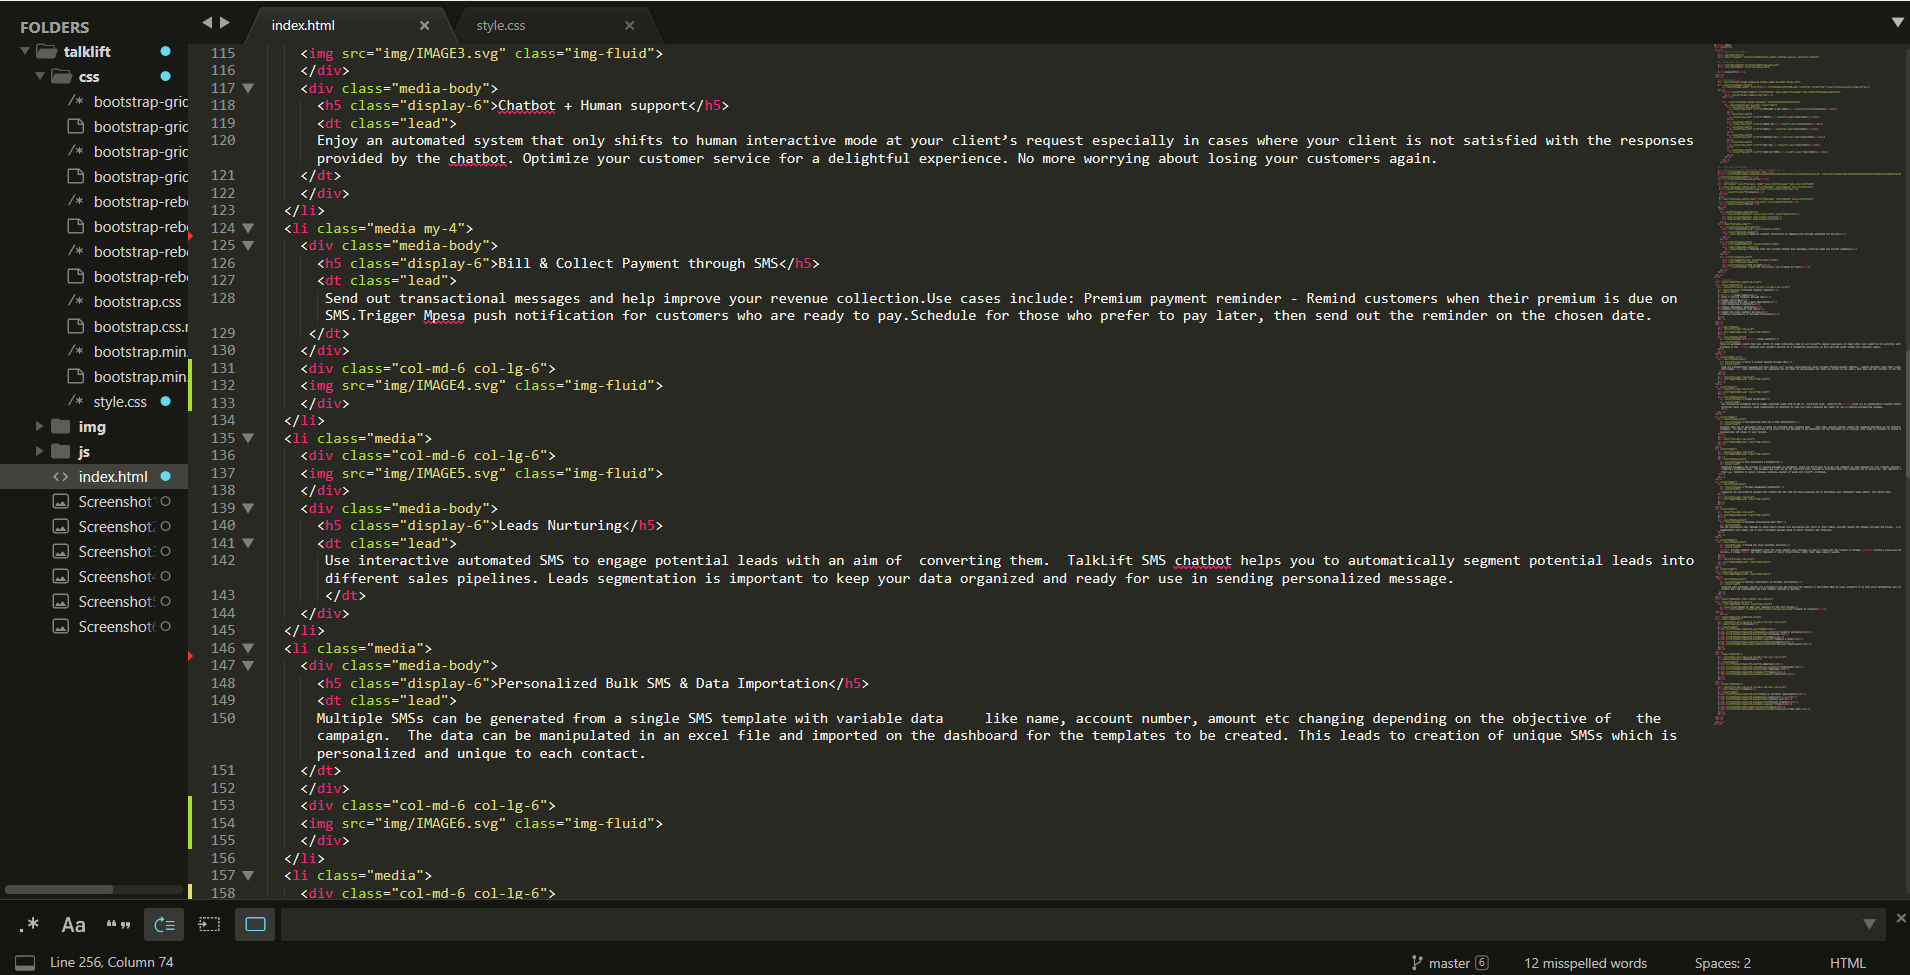 FOLDERS
talklift
css
bootstrap-grid
bootstrap-grid
bootstrap-grid
bootstrap-grid
bootstrap-rebo
bootstrap-rebo
bootstrap-rebo
bootstrap-rebo
bootstrap.css
bootstrap.css.r
bootstrap.min.
bootstrap.min.
style.css
img
js
index.html
Screenshot
Screenshot
Screenshot
Screenshot
Screenshot
Screenshot
index.html × style.css ×
115 <img src="img/IMAGE3.svg" class="img-fluid">
116 </div>
117 <div class="media-body">
118 <h5 class="display-6">Chatbot + Human support</h5>
119 <dt class="lead">
120 Enjoy an automated system that only shifts to human interactive mode at your client’s request especially in cases where your client is not satisfied with the responses
provided by the chatbot. Optimize your customer service for a delightful experience. No more worrying about losing your customers again.
121 </dt>
122 </div>
123 </li>
124 <li class="media my-4">
125 <div class="media-body">
126 <h5 class="display-6">Bill & Collect Payment through SMS</h5>
127 <dt class="lead">
128 Send out transactional messages and help improve your revenue collection.Use cases include: Premium payment reminder - Remind customers when their premium is due on
SMS.Trigger Mpesa push notification for customers who are ready to pay.Schedule for those who prefer to pay later, then send out the reminder on the chosen date.
129 </dt>
130 </div>
131 <div class="col-md-6 col-lg-6">
132 <img src="img/IMAGE4.svg" class="img-fluid">
133 </div>
134 </li>
135 <li class="media">
136 <div class="col-md-6 col-lg-6">
137 <img src="img/IMAGE5.svg" class="img-fluid">
138 </div>
139 <div class="media-body">
140 <h5 class="display-6">Leads Nurturing</h5>
141 <dt class="lead">
142 Use interactive automated SMS to engage potential leads with an aim of  converting them.  TalkLift SMS chatbot helps you to automatically segment potential leads into
different sales pipelines. Leads segmentation is important to keep your data organized and ready for use in sending personalized message.
143 </dt>
144 </div>
145 </li>
146 <li class="media">
147 <div class="media-body">
148 <h5 class="display-6">Personalized Bulk SMS & Data Importation</h5>
149 <dt class="lead">
150 Multiple SMSs can be generated from a single SMS template with variable data     like name, account number, amount etc changing depending on the objective of   the
campaign.  The data can be manipulated in an excel file and imported on the dashboard for the templates to be created. This leads to creation of unique SMSs which is
personalized and unique to each contact.
151 </dt>
152 </div>
153 <div class="col-md-6 col-lg-6">
154 <img src="img/IMAGE6.svg" class="img-fluid">
155 </div>
156 </li>
157 <li class="media">
158 <div class="col-md-6 col-lg-6">
.* Aa “”
Line 256, Column 74 master 6 12 misspelled words Spaces: 2 HTML